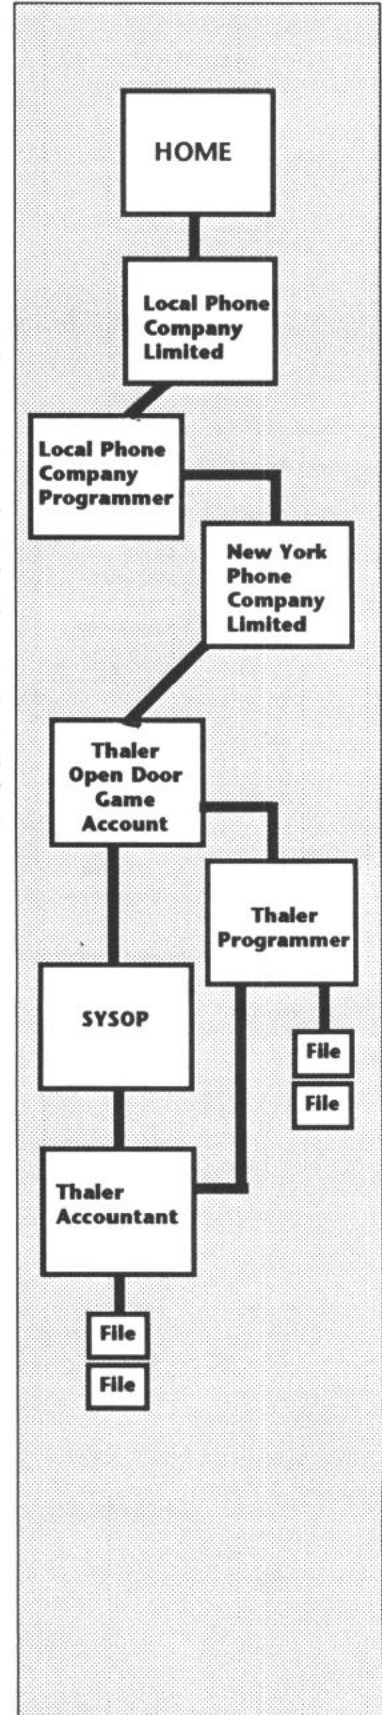 HOME
Local Phone
Company
Limited
Local Phone
Company
Programmer
New York
Phone
Company
Limited
Thaler
Open Door
Game
Account
Thaler
Programmer
SYSOP
File
File
Thaler
Accountant
File
File